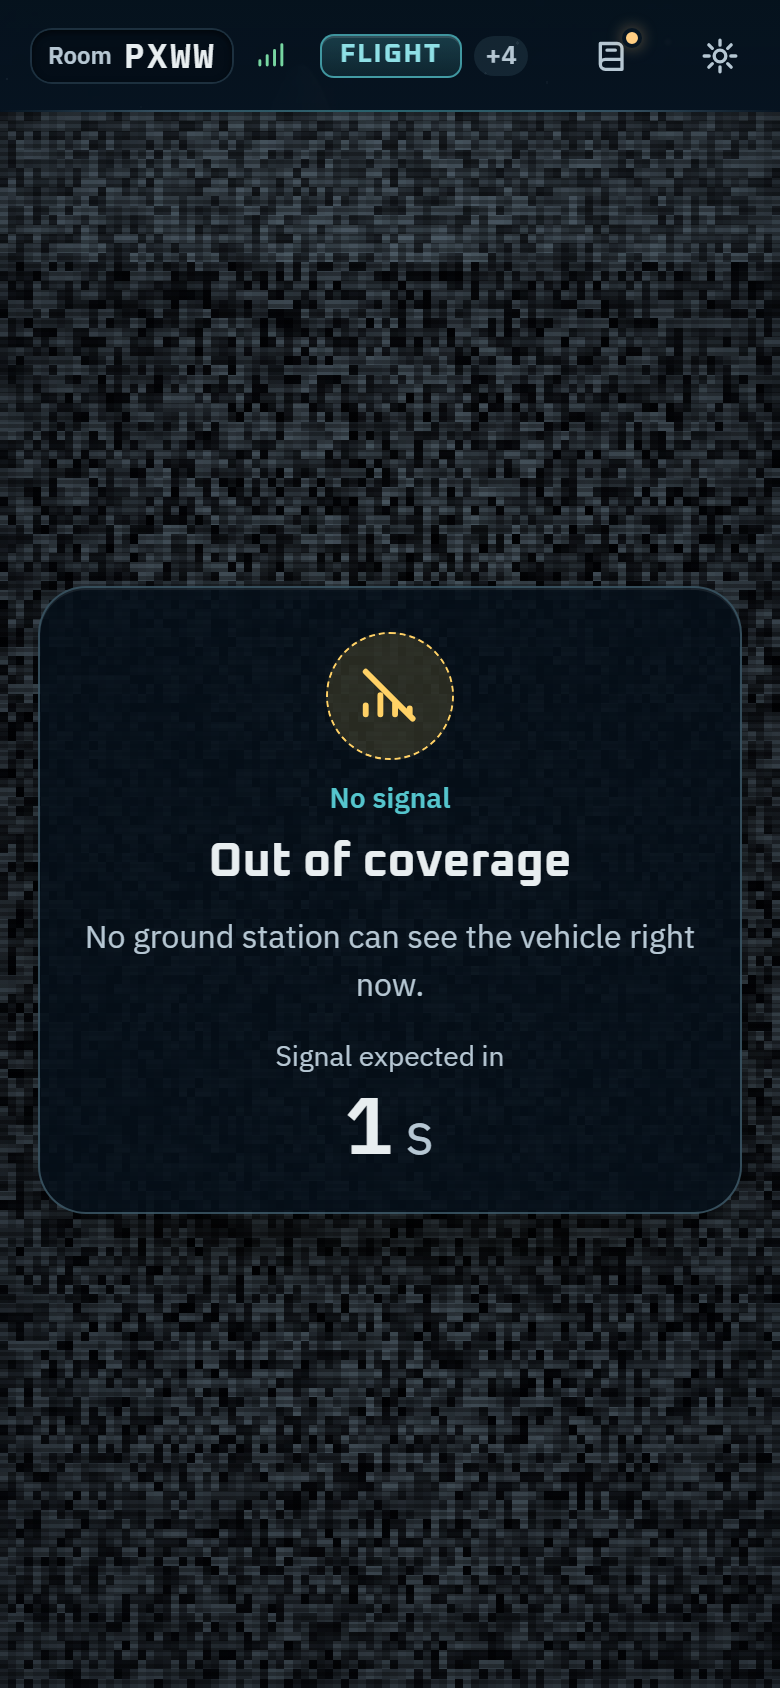 Room PXWW FLIGHT +4
No signal
Out of coverage
No ground station can see the vehicle right
now.
Signal expected in
1 s